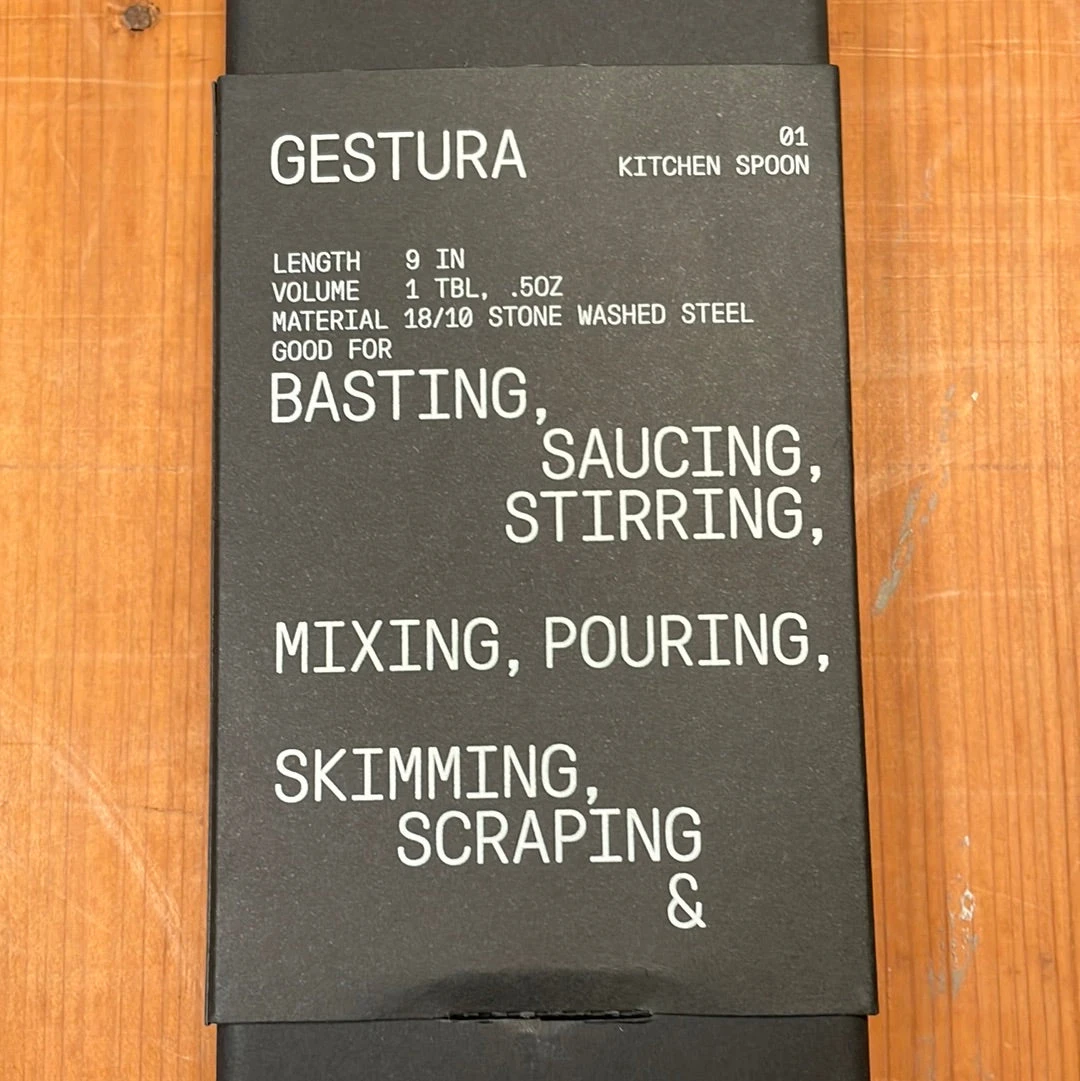 GESTURA
01
KITCHEN SPOON
LENGTH 9 IN
VOLUME 1 TBL, .5OZ
MATERIAL 18/10 STONE WASHED STEEL
GOOD FOR
BASTING,
SAUCING,
STIRRING,
MIXING, POURING,
SKIMMING,
SCRAPING
&